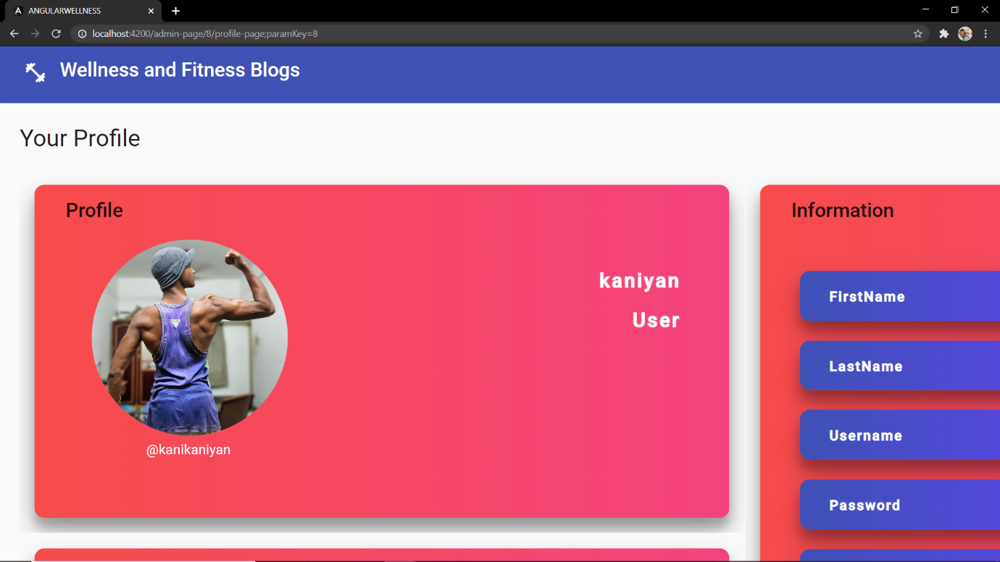 ANGULARWELLNESS
localhost:4200/admin-page/8/profile-page;paramKey=8
Wellness and Fitness Blogs
Your Profile
Profile
kaniyan
User
@kanikaniyan
Information
FirstName
LastName
Username
Password